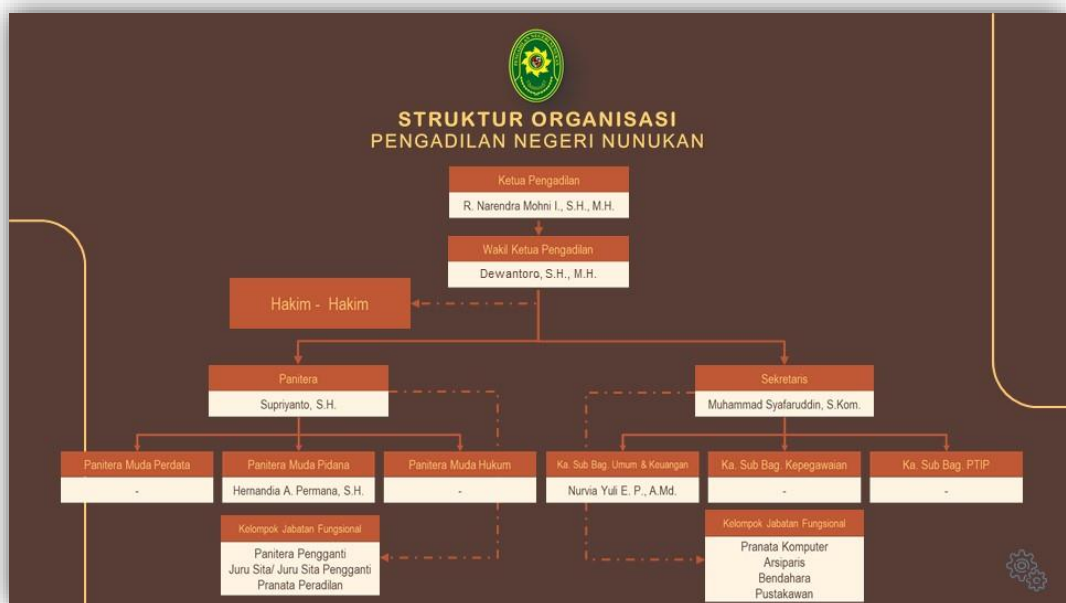 STRUKTUR ORGANISASI
PENGADILAN NEGERI NUNUKAN
Ketua Pengadilan
R. Narendra Mohni I., S.H., M.H.
Wakil Ketua Pengadilan
Dewantoro, S.H., M.H.
Hakim - Hakim
Panitera
Supriyanto, S.H.
Sekretaris
Muhammad Syafaruddin, S.Kom.
Panitera Muda Perdata
-
Panitera Muda Pidana
Hernandia A. Permana, S.H.
Panitera Muda Hukum
-
Ka. Sub Bag. Umum & Keuangan
Nurvia Yuli E. P., A.Md.
Ka. Sub Bag. Kepegawaian
-
Ka. Sub Bag. PTIP
-
Kelompok Jabatan Fungsional
Panitera Pengganti
Juru Sita/ Juru Sita Pengganti
Pranata Peradilan
Kelompok Jabatan Fungsional
Pranata Komputer
Arsiparis
Bendahara
Pustakawan